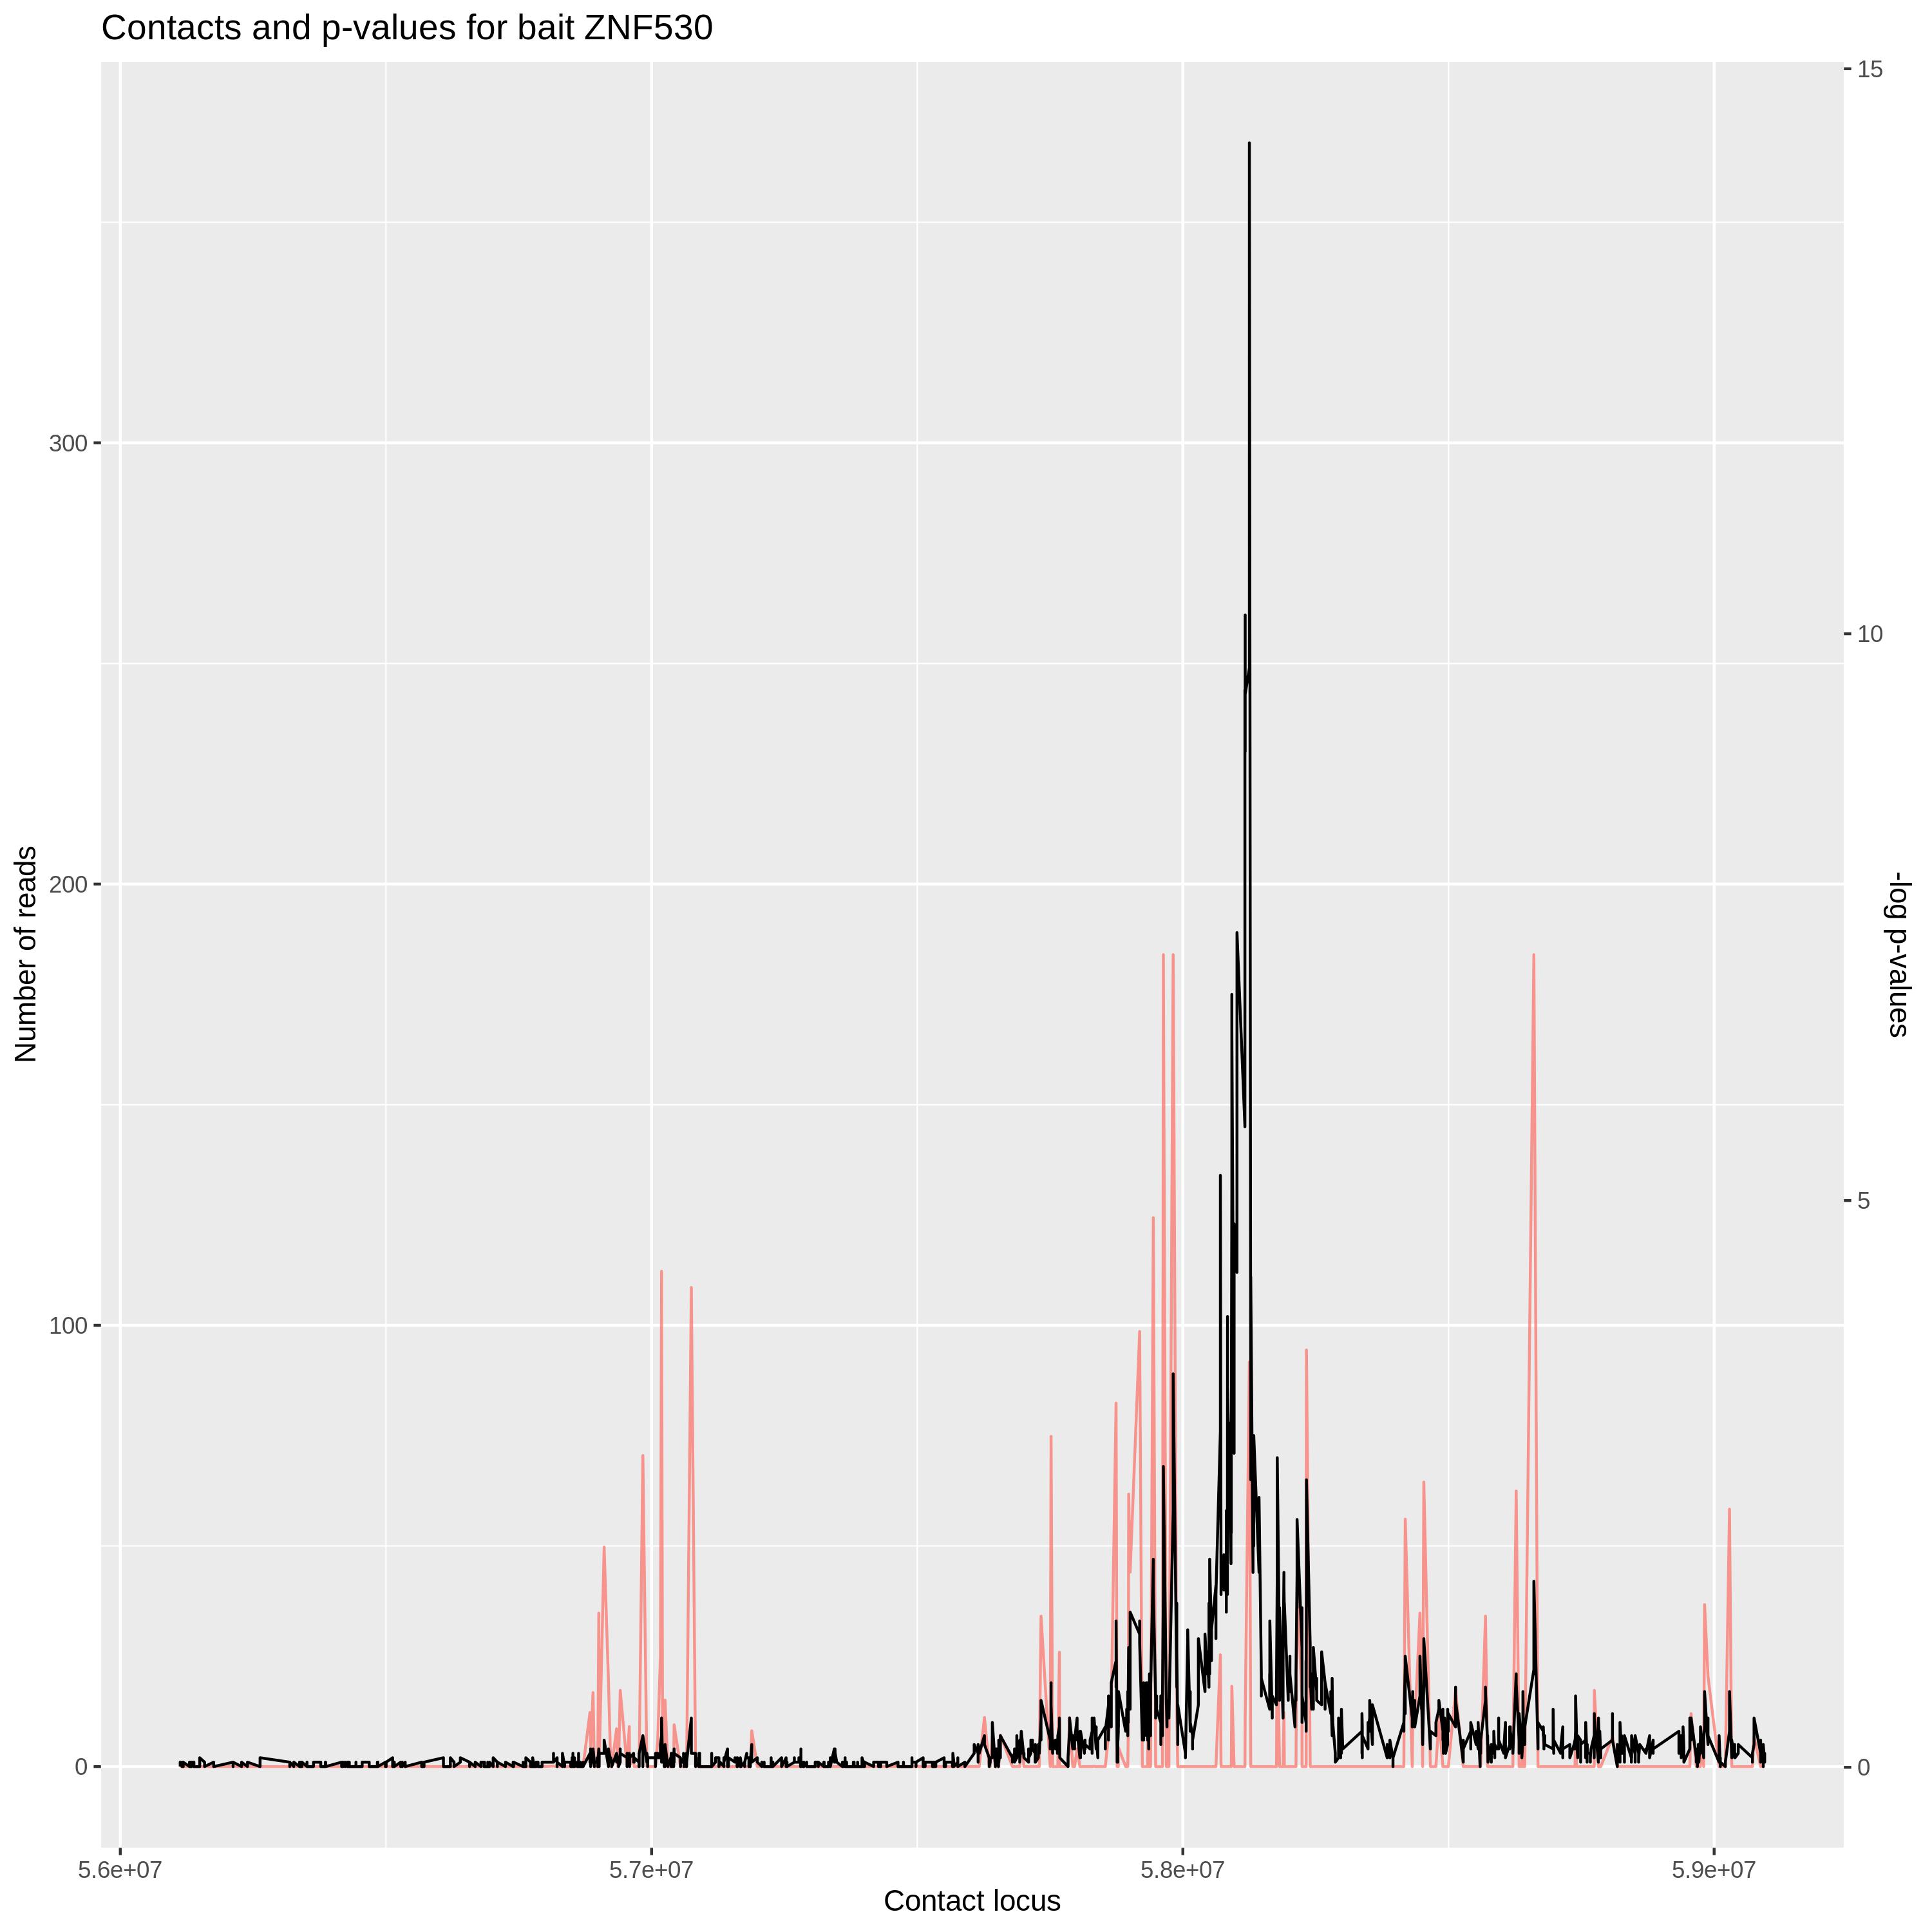 Contacts and p-values for bait ZNF530
15
10
5
0
300
200
100
0
Number of reads
-log p-values
5.6e+07 5.7e+07 5.8e+07 5.9e+07
Contact locus